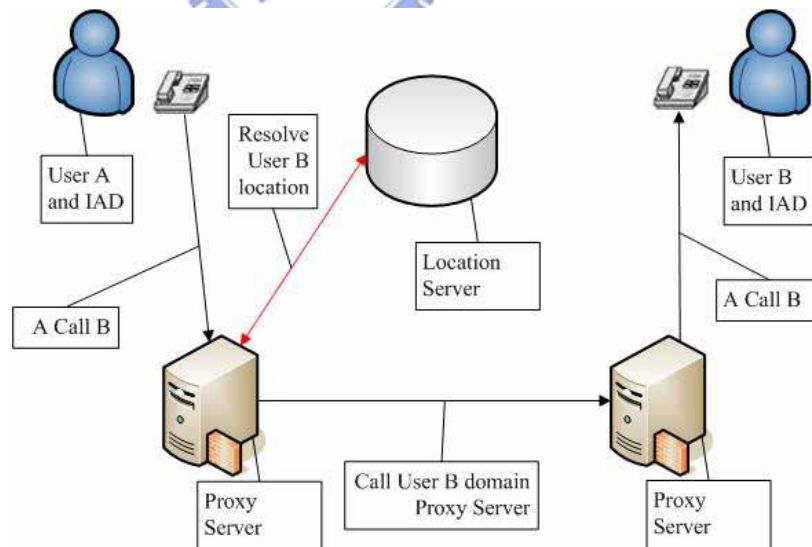 User A
and IAD
Resolve
User B
location
User B
and IAD
Location
Server
A Call B
A Call B
Call User B domain
Proxy Server
Proxy
Server
Proxy
Server